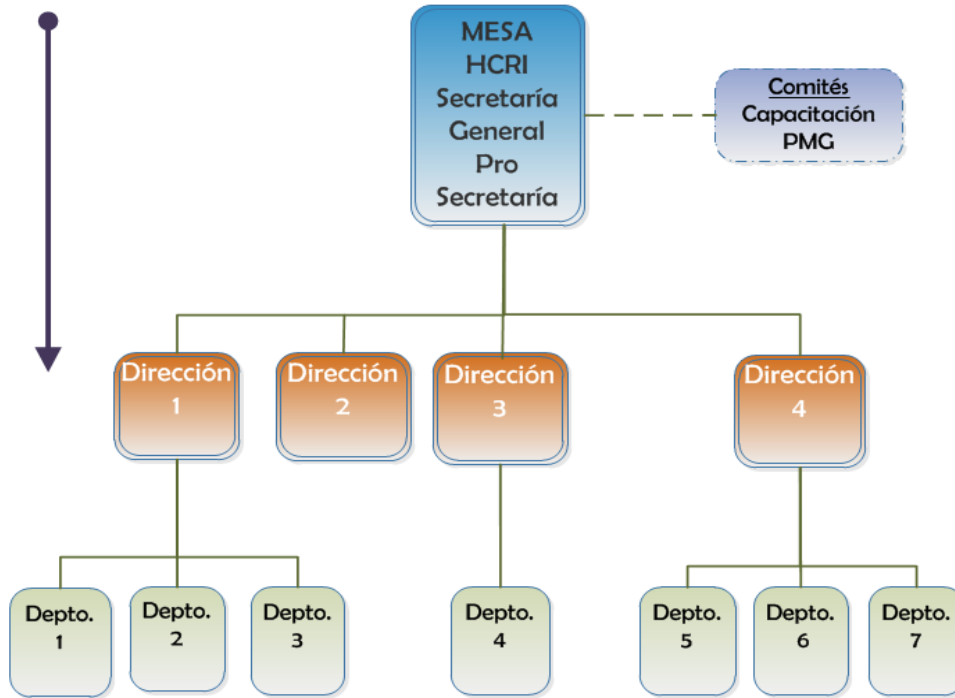 MESA
HCRI
Secretaría
General
Pro
Secretaría
Comités
Capacitación
PMG
Dirección
1
Dirección
2
Dirección
3
Dirección
4
Depto.
1
Depto.
2
Depto.
3
Depto.
4
Depto.
5
Depto.
6
Depto.
7